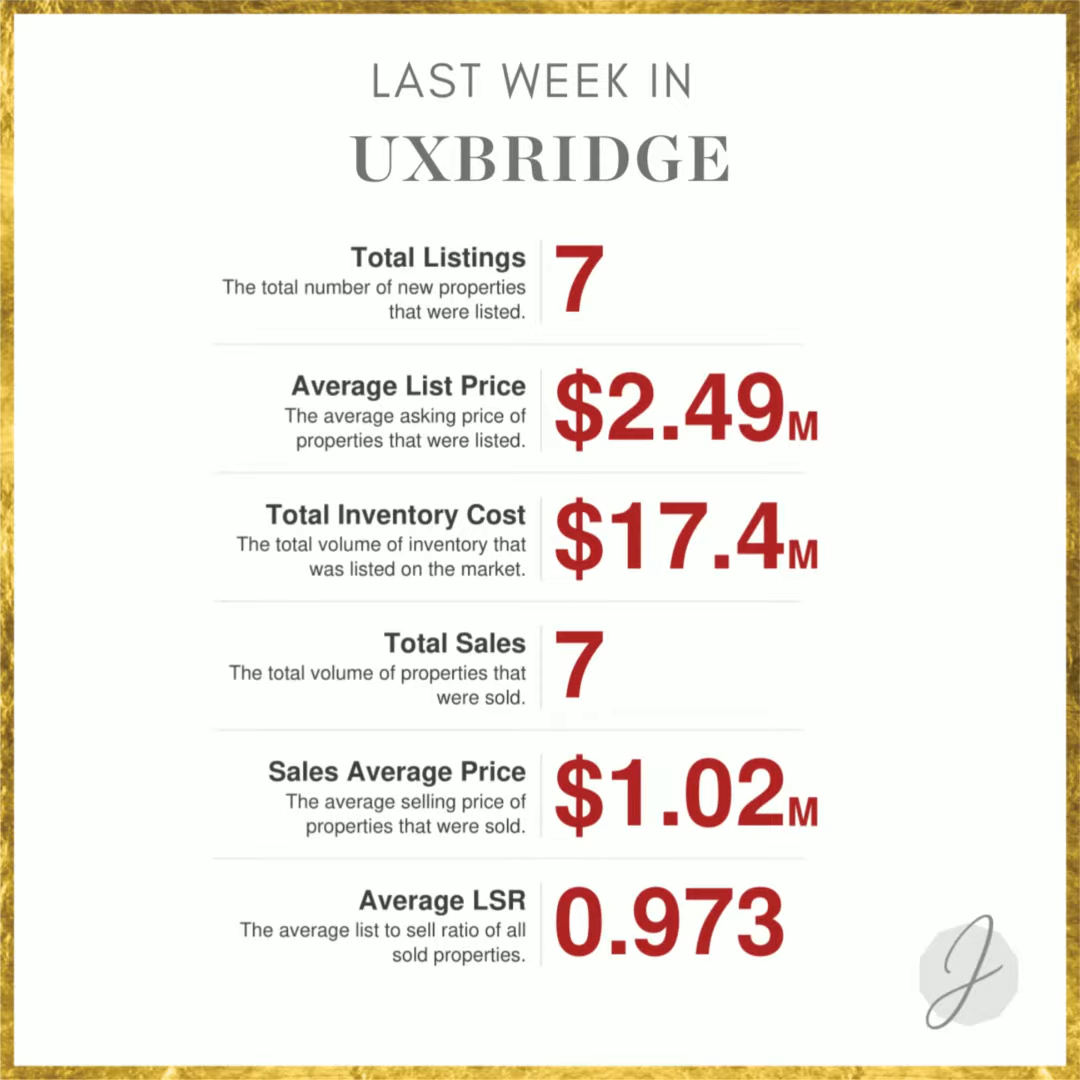 LAST WEEK IN
UXBRIDGE
Total Listings
The total number of new properties
that were listed.
7
Average List Price
The average asking price of
properties that were listed.
$2.49M
Total Inventory Cost
The total volume of inventory that
was listed on the market.
$17.4M
Total Sales
The total volume of properties that
were sold.
7
Sales Average Price
The average selling price of
properties that were sold.
$1.02M
Average LSR
The average list to sell ratio of all
sold properties.
0.973
J